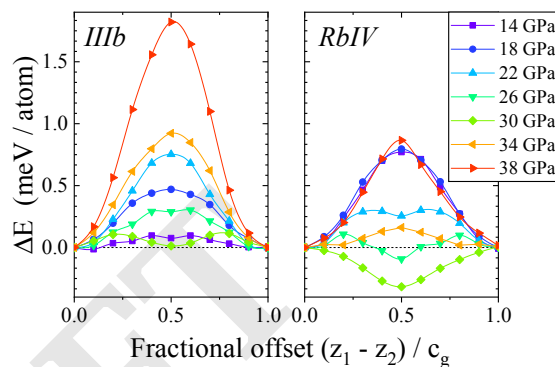 IIIb
RbIV
14 GPa
18 GPa
22 GPa
26 GPa
30 GPa
34 GPa
38 GPa
ΔE (meV / atom)
1.5
1.0
0.5
0.0
0.0 0.5 1.0
0.0 0.5 1.0
Fractional offset (z₁ - z₂) / c_g